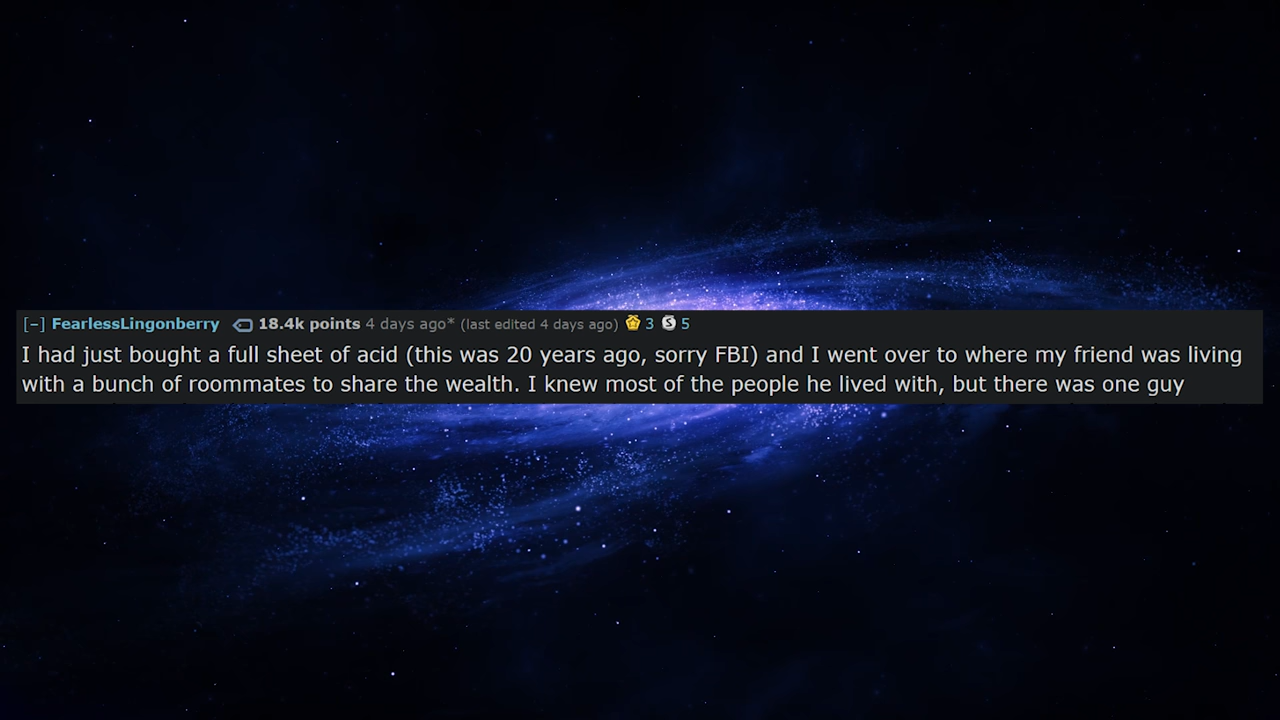 [–] FearlessLingonberry 18.4k points 4 days ago* (last edited 4 days ago) 3 S 5
I had just bought a full sheet of acid (this was 20 years ago, sorry FBI) and I went over to where my friend was living
with a bunch of roommates to share the wealth. I knew most of the people he lived with, but there was one guy